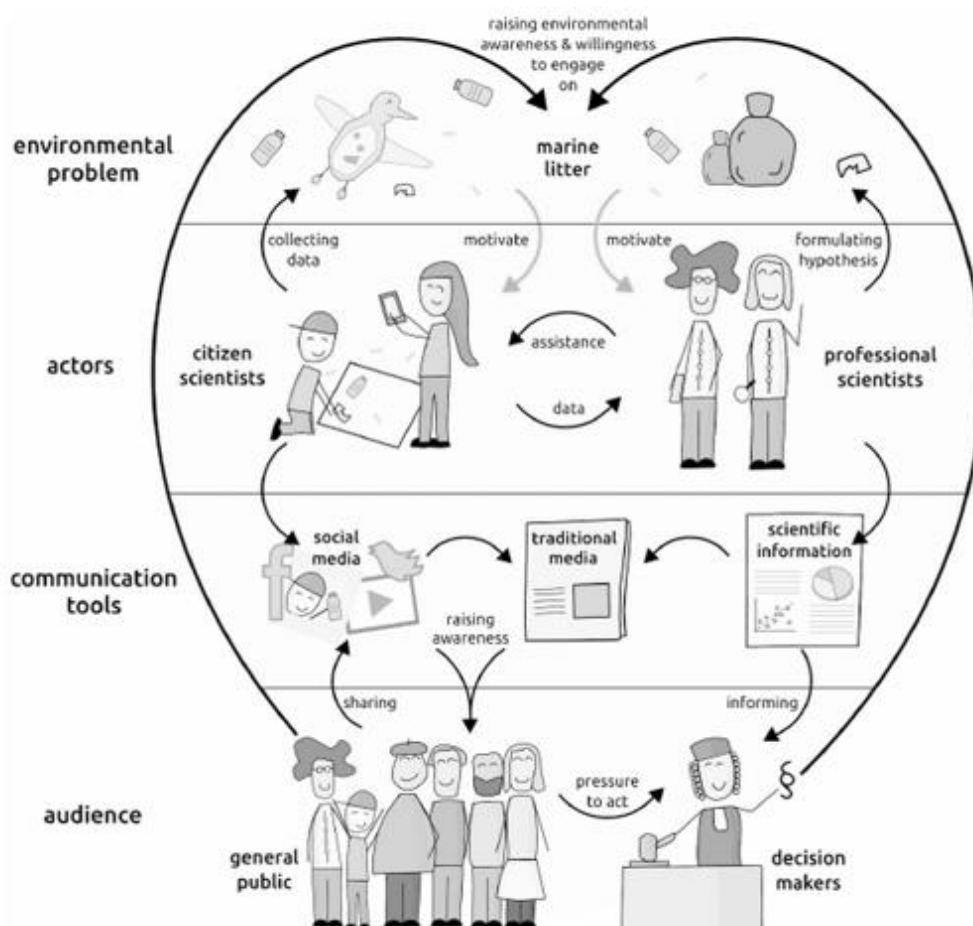 raising environmental
awareness & willingness
to engage
on
environmental
problem
marine
litter
collecting
data
motivate
motivate
formulating
hypothesis
actors
citizen
scientists
assistance
data
professional
scientists
communication
tools
social
media
traditional
media
scientific
information
f
raising
awareness
sharing
informing
audience
general
public
pressure
to act
§
decision
makers